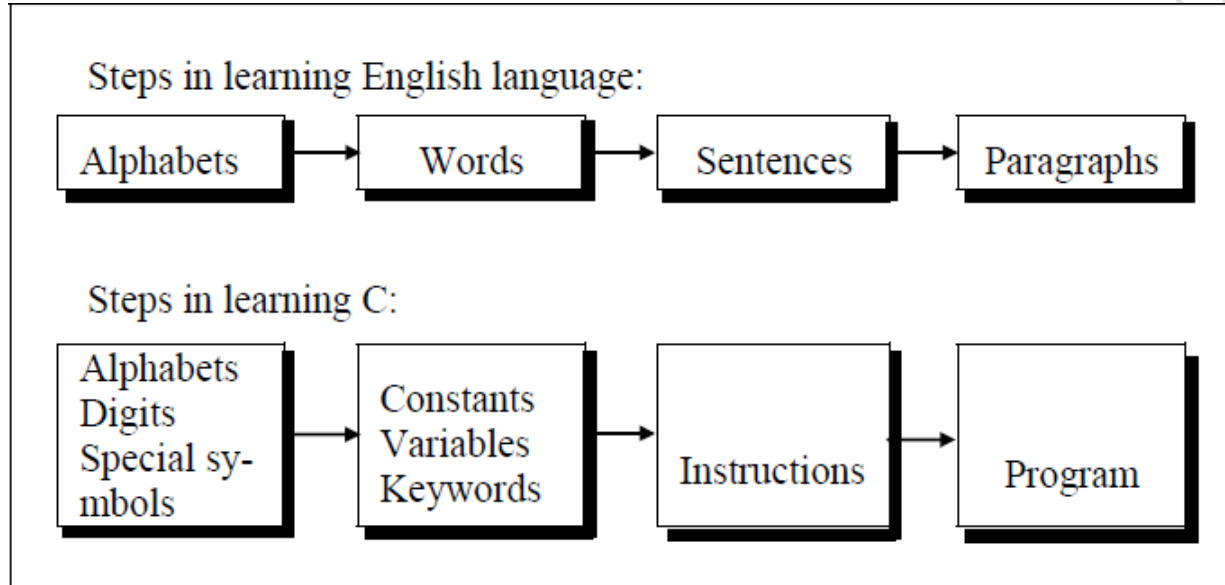 Steps in learning English language:
Alphabets
Words
Sentences
Paragraphs
Steps in learning C:
Alphabets
Digits
Special sy-
mbols
Constants
Variables
Keywords
Instructions
Program